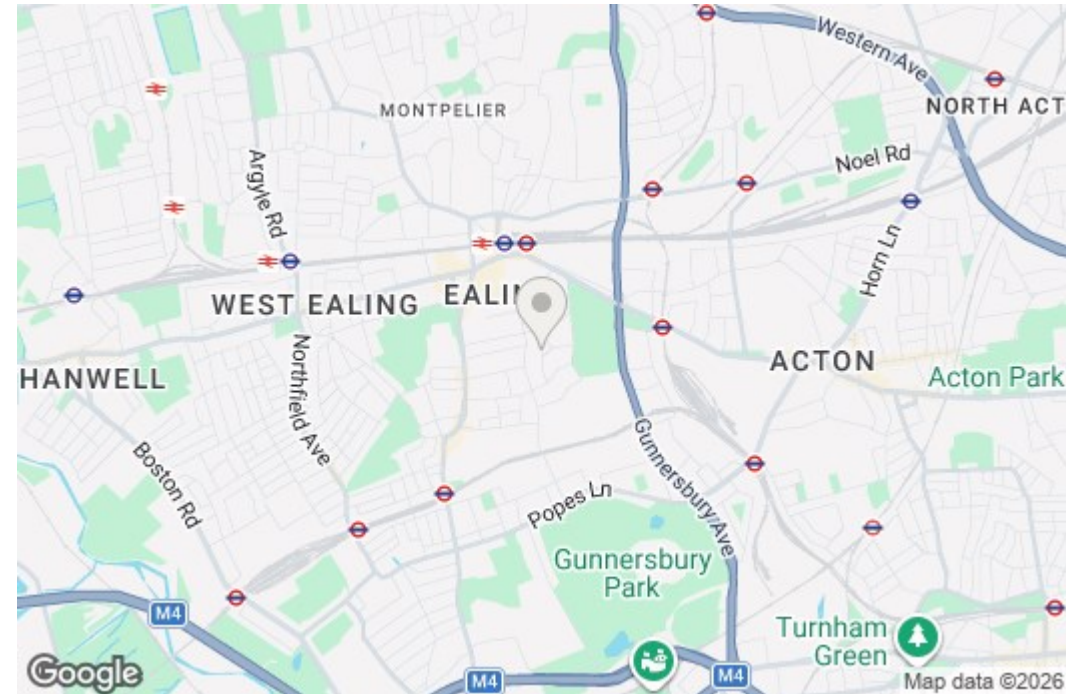 Western Ave
MONTPELIER
NORTH ACT
Noel Rd
Argyle Rd
Horn Ln
WEST EALING
EALIN
ACTON
HANWELL
Northfield Ave
Acton Park
Gunnersbury Ave
Boston Rd
Popes Ln
Gunnersbury
Park
M4
Turnham
Green
M4
M4
Google
Map data ©2026